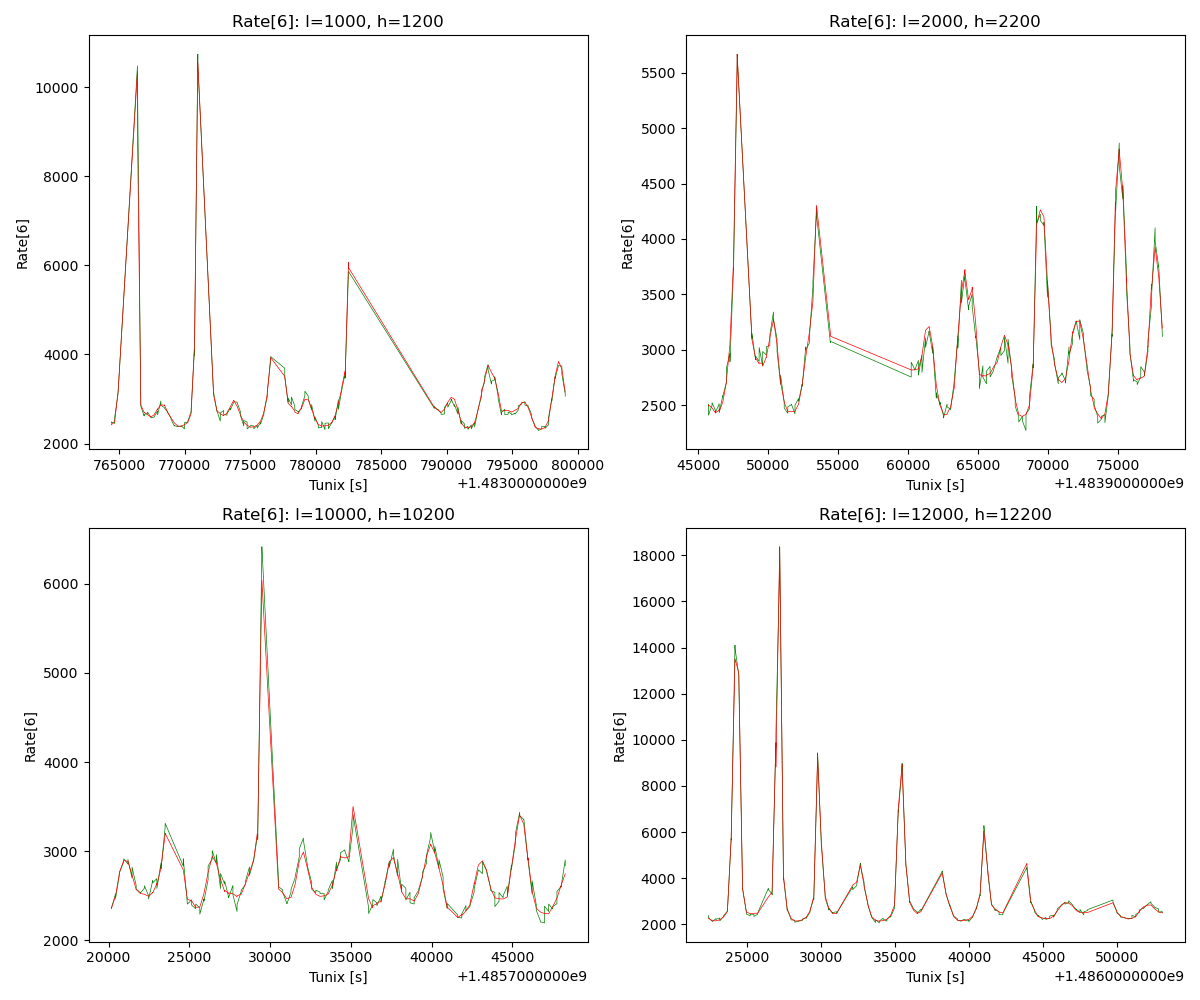 Rate[6]: l=1000, h=1200
Rate[6]
10000
8000
6000
4000
2000
765000 770000 775000 780000 785000 790000 795000 800000
Tunix [s]
+1.4830000000e9
Rate[6]: l=2000, h=2200
Rate[6]
5500
5000
4500
4000
3500
3000
2500
45000 50000 55000 60000 65000 70000 75000
Tunix [s]
+1.4839000000e9
Rate[6]: l=10000, h=10200
Rate[6]
6000
5000
4000
3000
2000
20000 25000 30000 35000 40000 45000
Tunix [s]
+1.4857000000e9
Rate[6]: l=12000, h=12200
Rate[6]
18000
16000
14000
12000
10000
8000
6000
4000
2000
25000 30000 35000 40000 45000 50000
Tunix [s]
+1.4860000000e9